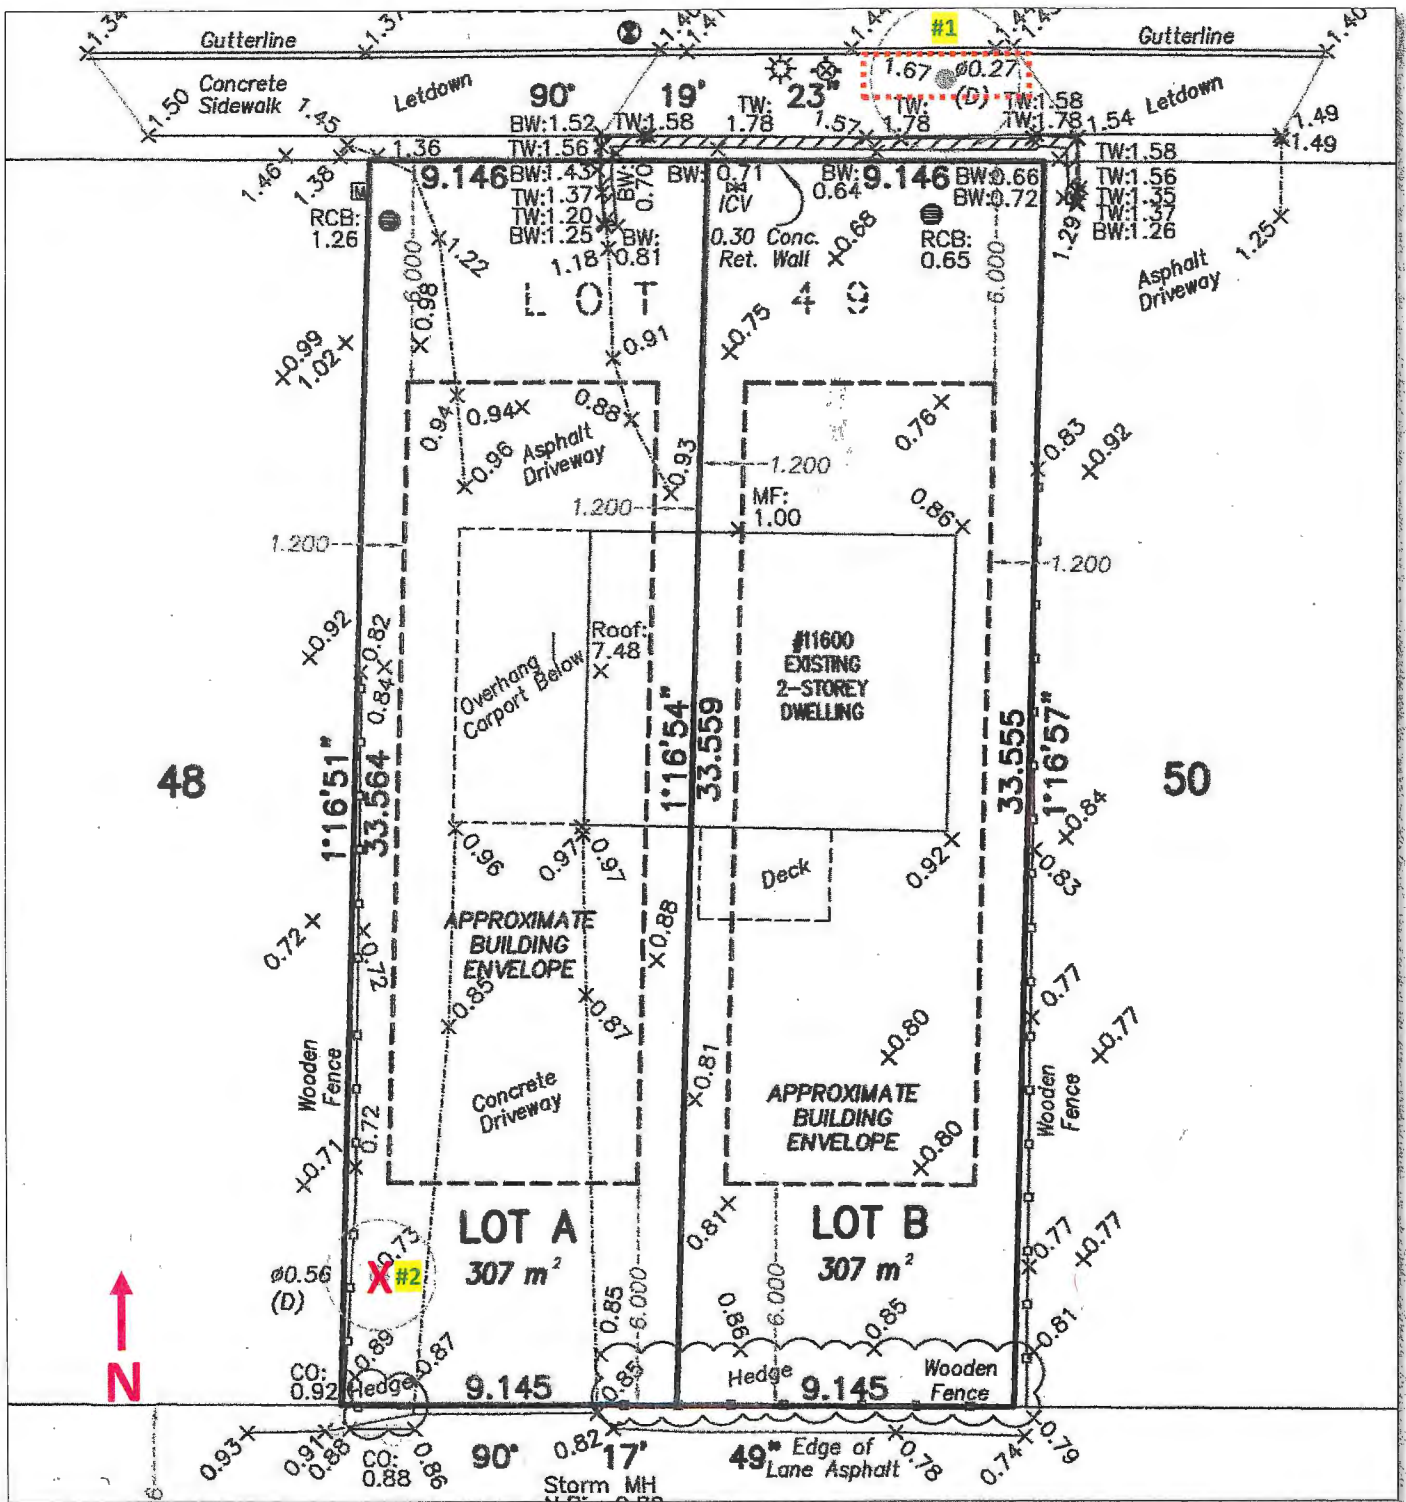 1.34
1.37
1.40
1.41
1.44
#1
1.44
1.43
1.40
Gutterline
Gutterline
Concrete
Sidewalk
Letdown
1.50
1.45
90°
19'
23"
1.67
ø0.27
(D)
Letdown
BW:1.52
TW:1.58
TW:
1.78
1.57
TW:
1.78
TW:1.58
TW:1.78
1.54
1.49
1.49
1.46
1.38
1.36
TW:1.56
BW:1.43
TW:1.37
TW:1.20
BW:1.25
9.146
BW:
0.70
BW:
0.71
ICV
BW:
0.64
9.146
BW:0.66
BW:0.72
TW:1.58
TW:1.56
TW:1.35
TW:1.37
BW:1.26
M
RCB:
1.26
1.22
1.18
BW:
0.81
0.30 Conc.
Ret. Wall
0.68
RCB:
0.65
1.29
1.25
Asphalt
Driveway
6.000
6.000
LOT 49
0.98
0.99
1.02
0.91
0.75
0.94
0.94
0.96
0.88
Asphalt
Driveway
0.93
0.76
0.83
0.92
1.200
1.200
1.200
1.200
MF:
1.00
0.86
0.92
0.82
0.84
Overhang
Carport Below
Roof:
7.48
#11600
EXISTING
2-STOREY
DWELLING
48
1°16'51"
33.564
1°16'54"
33.559
33.555
1°16'57"
50
0.84
0.83
0.96
0.97
0.97
Deck
0.92
0.72
0.72
APPROXIMATE
BUILDING
ENVELOPE
0.88
0.85
0.87
0.77
0.77
0.80
Wooden
Fence
Concrete
Driveway
0.81
APPROXIMATE
BUILDING
ENVELOPE
Wooden
Fence
0.72
0.71
0.80
LOT A
307 m²
0.81
LOT B
307 m²
0.77
0.77
0.73
X #2
ø0.56
(D)
N
0.85
6.000
6.000
0.86
0.85
0.81
0.89
0.87
CO:
0.92
Hedge
9.145
0.85
Hedge
9.145
Wooden
Fence
0.93
0.91
0.88
CO:
0.88
0.86
90°
0.82
17'
49"
Edge of
Lane Asphalt
0.78
0.74
0.79
6
Storm MH